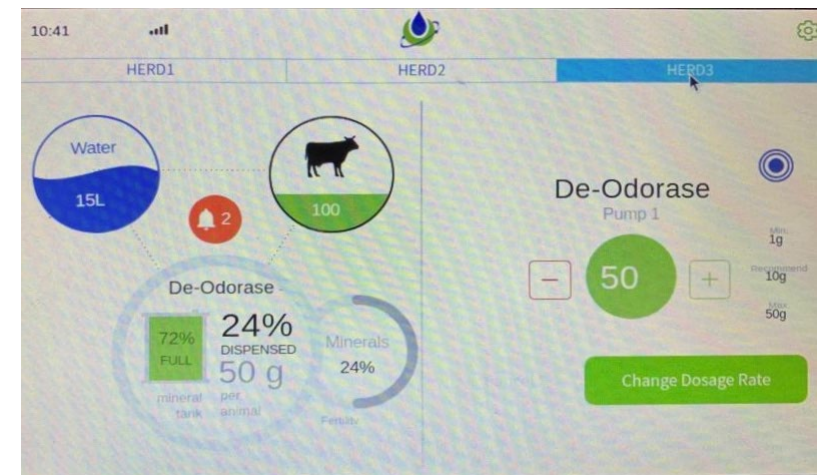 10:41
HERD1
HERD2
HERD3
Water
15L
100
2
De-Odorase
72%
FULL
24%
DISPENSED
50 g
mineral
tank
per
animal
Minerals
24%
De-Odorase
Pump 1
50
Min.
1g
Recommend
10g
Max.
50g
Change Dosage Rate